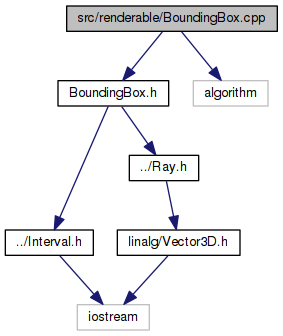 src/renderable/BoundingBox.cpp
BoundingBox.h
algorithm
../Ray.h
../Interval.h
linalg/Vector3D.h
iostream